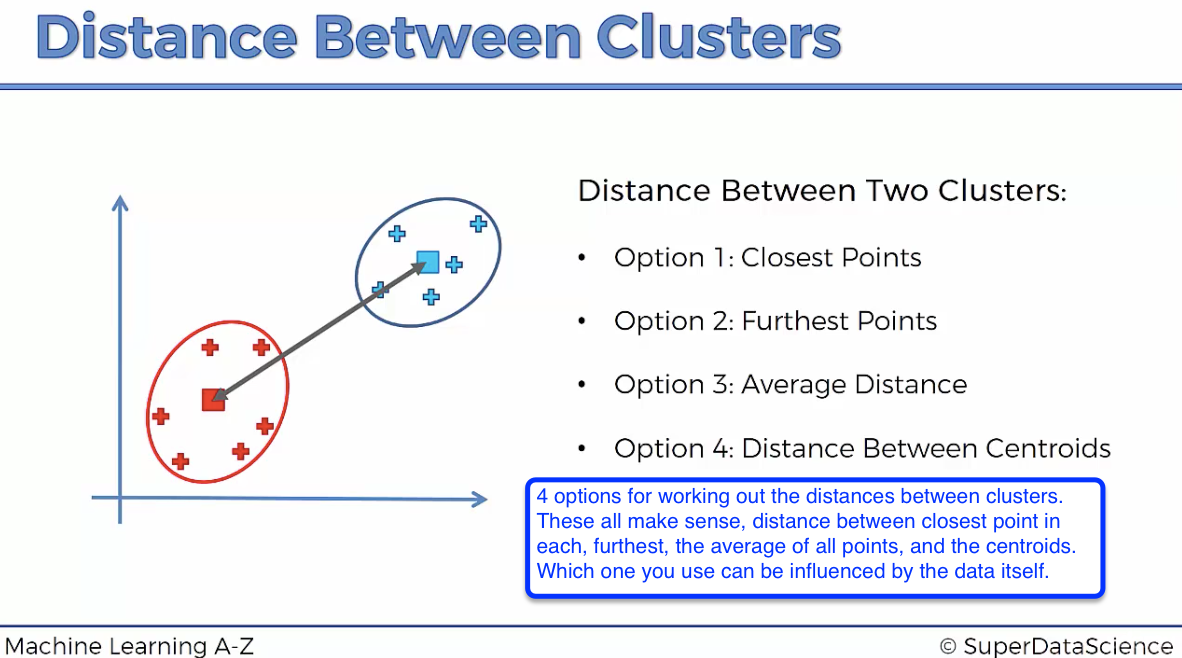 Distance Between Clusters
Distance Between Two Clusters:
• Option 1: Closest Points
• Option 2: Furthest Points
• Option 3: Average Distance
• Option 4: Distance Between Centroids
4 options for working out the distances between clusters.
These all make sense, distance between closest point in
each, furthest, the average of all points, and the centroids.
Which one you use can be influenced by the data itself.
Machine Learning A-Z
© SuperDataScience